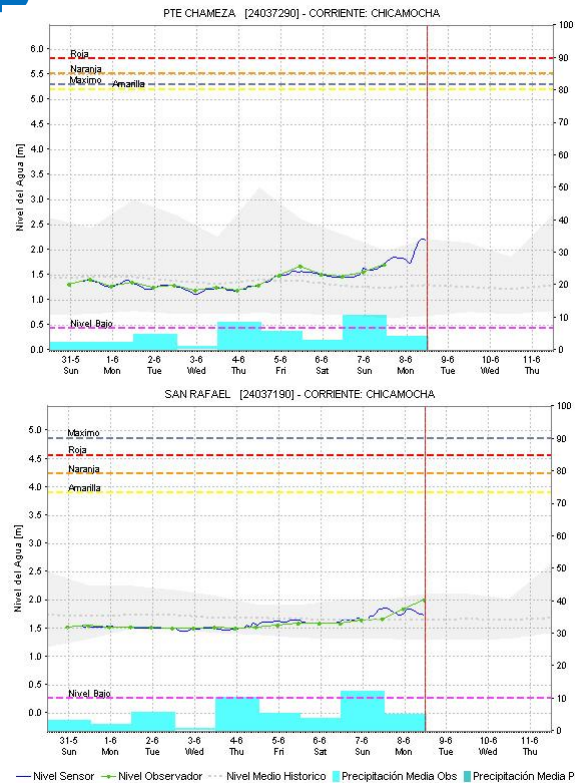 PTE CHAMEZA [24037290] - CORRIENTE: CHICAMOCHA
Nivel del Agua [m]
6.0
5.5
5.0
4.5
4.0
3.5
3.0
2.5
2.0
1.5
1.0
0.5
0.0
Roja
Naranja
Maximo
Amarilla
Nivel Bajo
100
90
80
70
60
50
40
30
20
10
0
31-5 1-6 2-6 3-6 4-6 5-6 6-6 7-6 8-6 9-6 10-6 11-6
Sun Mon Tue Wed Thu Fri Sat Sun Mon Tue Wed Thu
SAN RAFAEL [24037190] - CORRIENTE: CHICAMOCHA
Nivel del Agua [m]
5.0
4.5
4.0
3.5
3.0
2.5
2.0
1.5
1.0
0.5
0.0
Maximo
Roja
Naranja
Amarilla
Nivel Bajo
100
90
80
70
60
50
40
30
20
10
0
31-5 1-6 2-6 3-6 4-6 5-6 6-6 7-6 8-6 9-6 10-6 11-6
Sun Mon Tue Wed Thu Fri Sat Sun Mon Tue Wed Thu
Nivel Sensor Nivel Observador Nivel Medio Historico Precipitación Media Obs Precipitación Media P